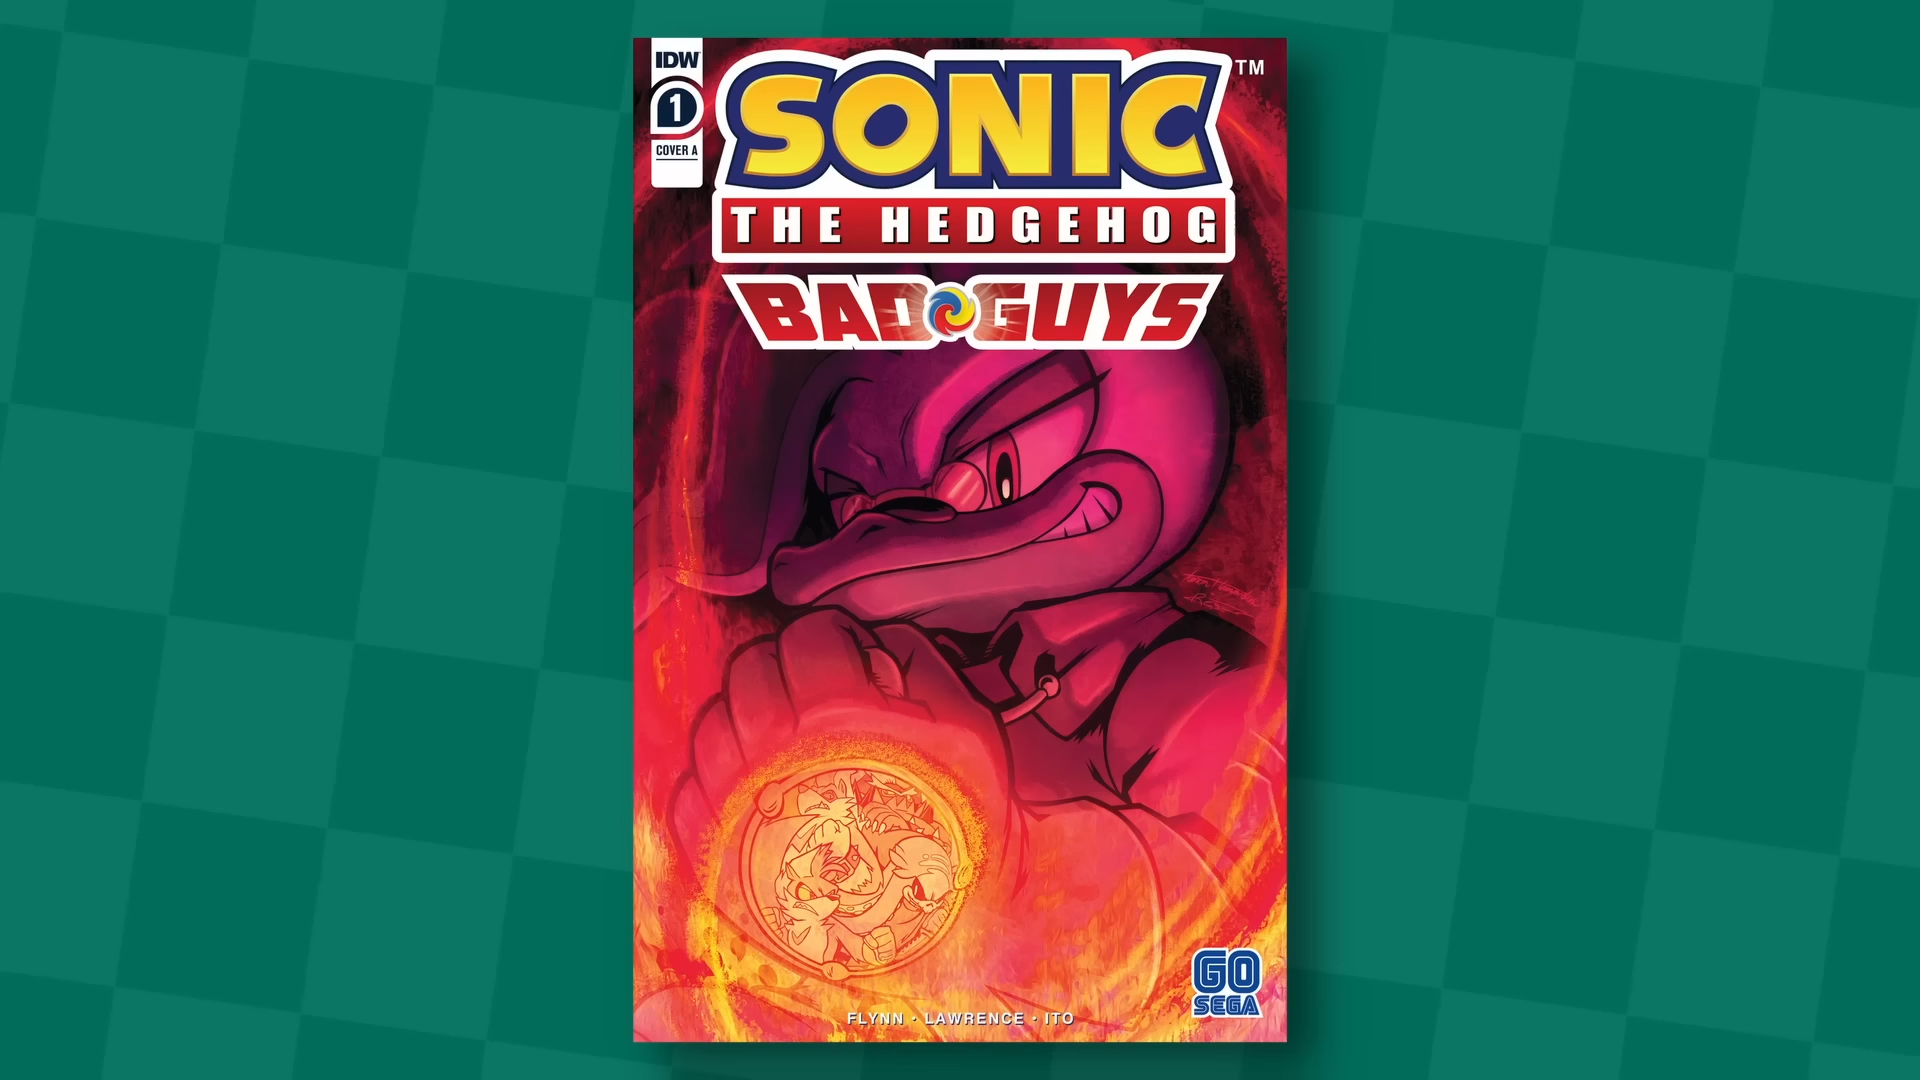 IDW
1
COVER A
SONIC
TM
THE HEDGEHOG
BAD GUYS
GO
SEGA
FLYNN • LAWRENCE • ITO